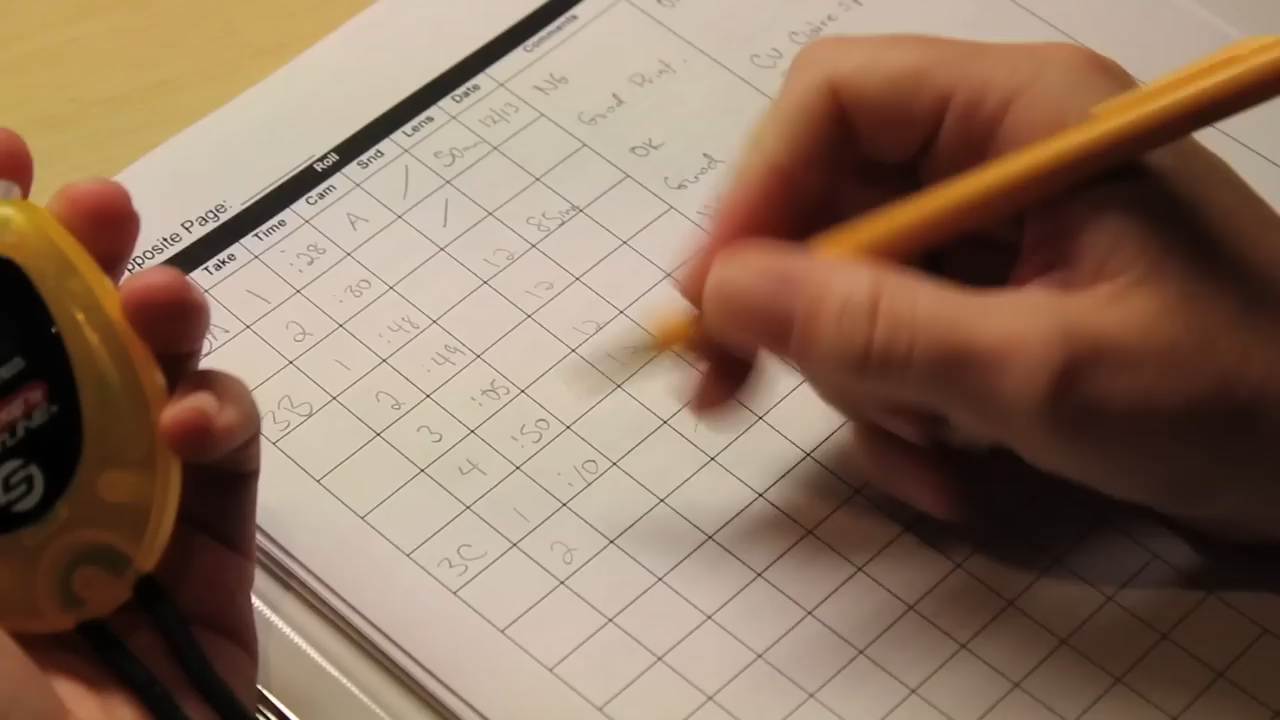 pposite Page:
Roll
Take Time Cam Snd Lens Date Comments
1 :28 A / 50mm 12/13 NG
2 :30 / Good
3B 1 :48 12 85mm OK
2 :49 12 Good
3 :05 12
4 :50 12
3C 1 :10
2
CU Claire